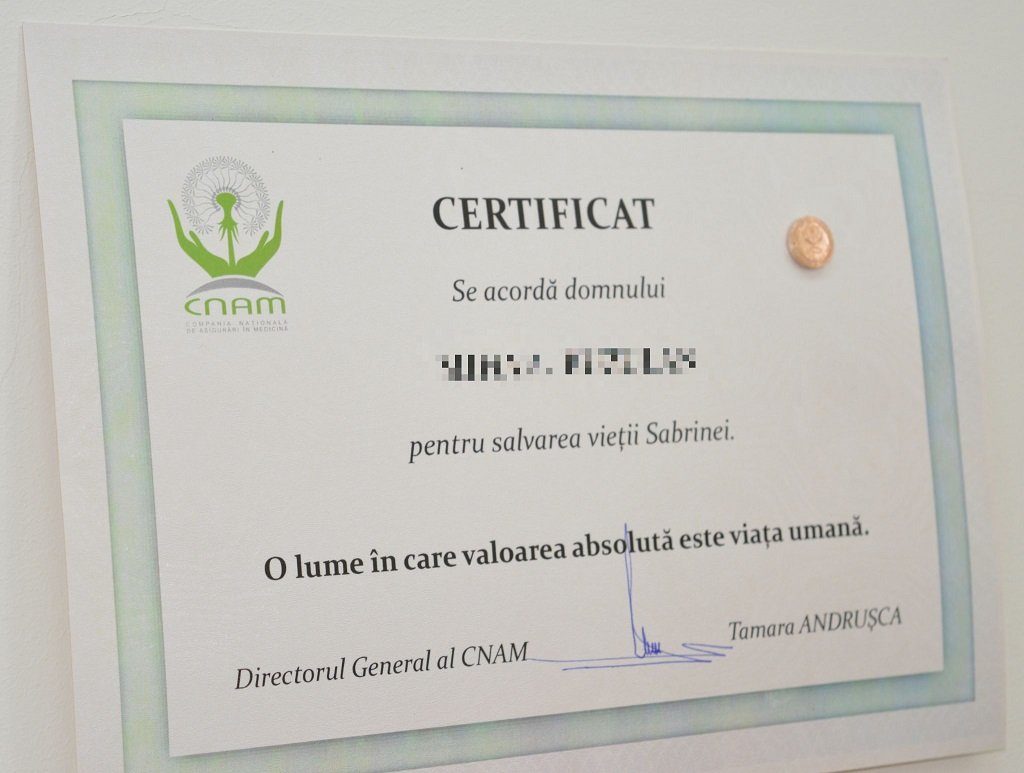 CNAM
COMPANIA NAȚIONALĂ
DE ASIGURĂRI ÎN MEDICINĂ
CERTIFICAT
Se acordă domnului
pentru salvarea vieții Sabrinei.
O lume în care valoarea absolută este viața umană.
Directorul General al CNAM
Tamara ANDRUȘCA